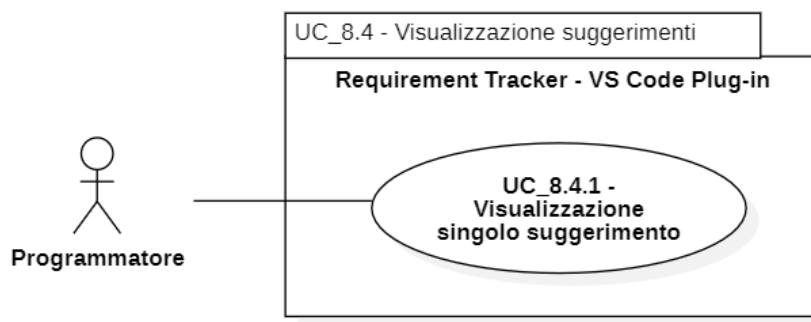 UC_8.4 - Visualizzazione suggerimenti
Requirement Tracker - VS Code Plug-in
UC_8.4.1 -
Visualizzazione
singolo suggerimento
Programmatore